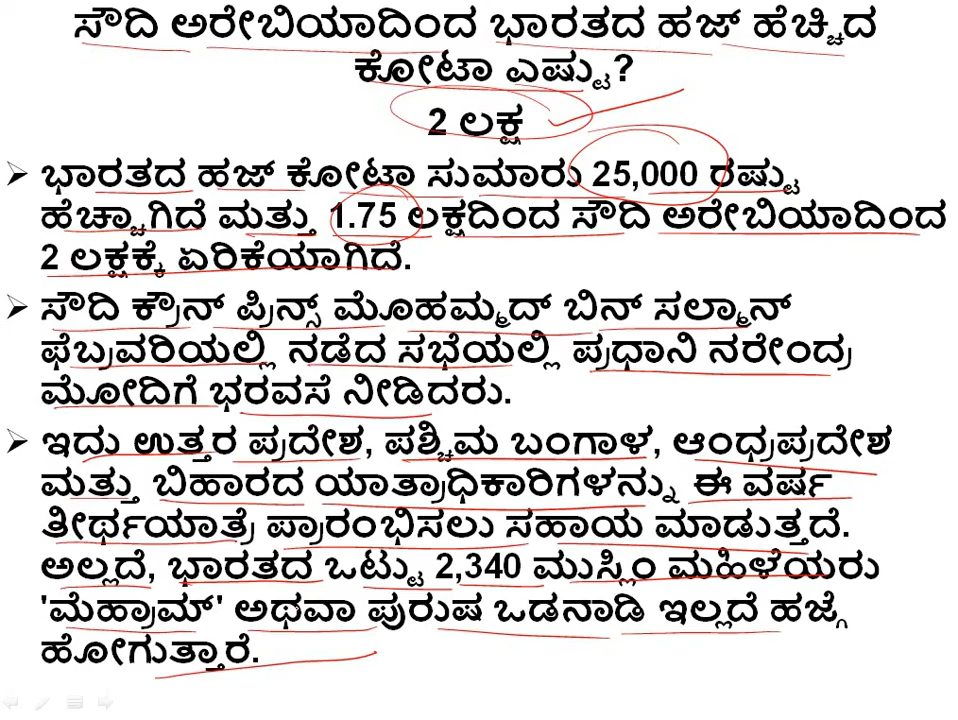 ಸೌದಿ ಅರೇಬಿಯಾದಿಂದ ಭಾರತದ ಹಜ್ ಹೆಚ್ಚಿದ
ಕೋಟಾ ಎಷ್ಟು?
2 ಲಕ್ಷ
ಭಾರತದ ಹಜ್ ಕೋಟಾ ಸುಮಾರು 25,000 ರಷ್ಟು
ಹೆಚ್ಚಾಗಿದೆ ಮತ್ತು 1.75 ಲಕ್ಷದಿಂದ ಸೌದಿ ಅರೇಬಿಯಾದಿಂದ
2 ಲಕ್ಷಕ್ಕೆ ಏರಿಕೆಯಾಗಿದೆ.
ಸೌದಿ ಕ್ರೌನ್ ಪ್ರಿನ್ಸ್ ಮೊಹಮ್ಮದ್ ಬಿನ್ ಸಲ್ಮಾನ್
ಫೆಬ್ರವರಿಯಲ್ಲಿ ನಡೆದ ಸಭೆಯಲ್ಲಿ ಪ್ರಧಾನಿ ನರೇಂದ್ರ
ಮೋದಿಗೆ ಭರವಸೆ ನೀಡಿದರು.
ಇದು ಉತ್ತರ ಪ್ರದೇಶ, ಪಶ್ಚಿಮ ಬಂಗಾಳ, ಆಂಧ್ರಪ್ರದೇಶ
ಮತ್ತು ಬಿಹಾರದ ಯಾತ್ರಾಧಿಕಾರಿಗಳನ್ನು ಈ ವರ್ಷ
ತೀರ್ಥಯಾತ್ರೆ ಪ್ರಾರಂಭಿಸಲು ಸಹಾಯ ಮಾಡುತ್ತದೆ.
ಅಲ್ಲದೆ, ಭಾರತದ ಒಟ್ಟು 2,340 ಮುಸ್ಲಿಂ ಮಹಿಳೆಯರು
'ಮೆಹ್ರಾಮ್' ಅಥವಾ ಪುರುಷ ಒಡನಾಡಿ ಇಲ್ಲದೆ ಹಜ್ಗೆ
ಹೋಗುತ್ತಾರೆ.